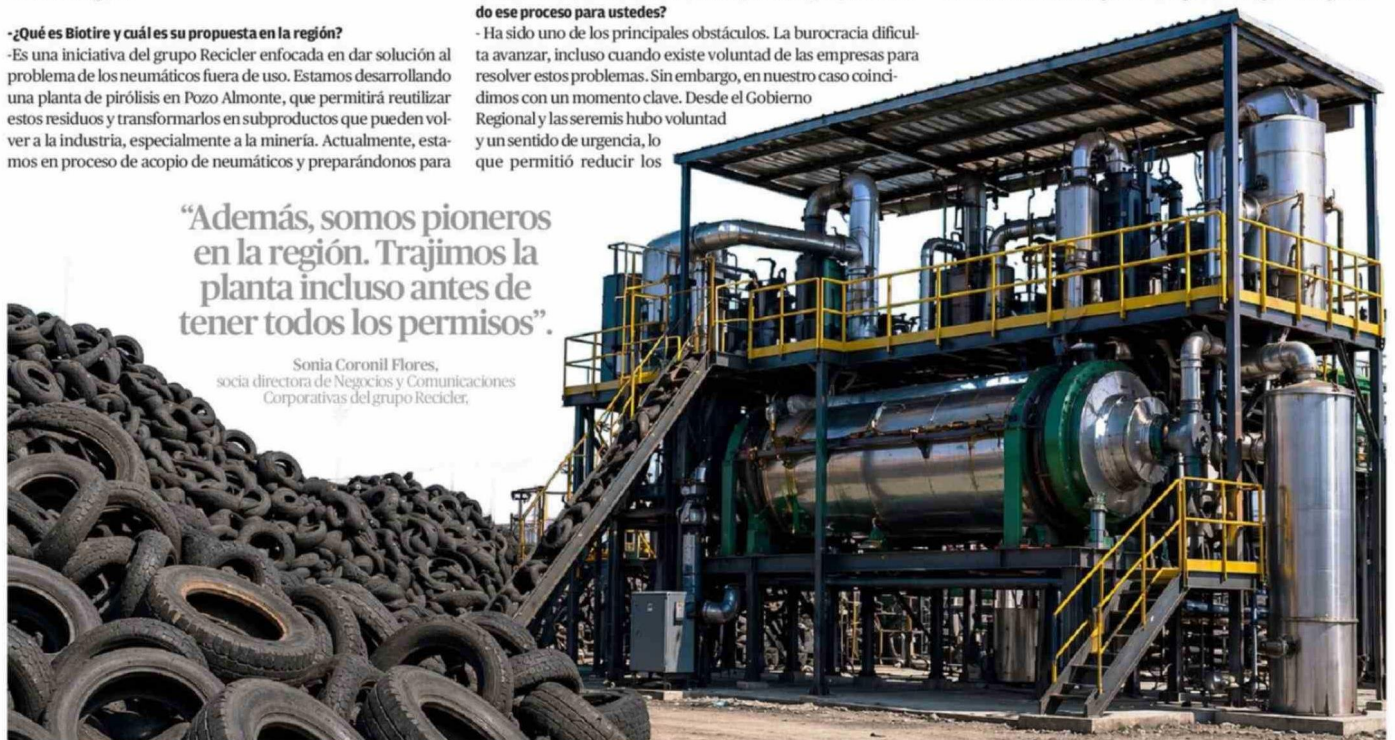 -¿Qué es Biotire y cuál es su propuesta en la región?
-Es una iniciativa del grupo Recicler enfocada en dar solución al
problema de los neumáticos fuera de uso. Estamos desarrollando
una planta de pirólisis en Pozo Almonte, que permitirá reutilizar
estos residuos y transformarlos en subproductos que pueden vol-
ver a la industria, especialmente a la minería. Actualmente, esta-
mos en proceso de acopio de neumáticos y preparándonos para
do ese proceso para ustedes?
- Ha sido uno de los principales obstáculos. La burocracia dificul-
ta avanzar, incluso cuando existe voluntad de las empresas para
resolver estos problemas. Sin embargo, en nuestro caso coinci-
dimos con un momento clave. Desde el Gobierno
Regional y las seremis hubo voluntad
y un sentido de urgencia, lo
que permitió reducir los
“Además, somos pioneros
en la región. Trajimos la
planta incluso antes de
tener todos los permisos”.
Sonia Coronil Flores,
socia directora de Negocios y Comunicaciones
Corporativas del grupo Recicler.